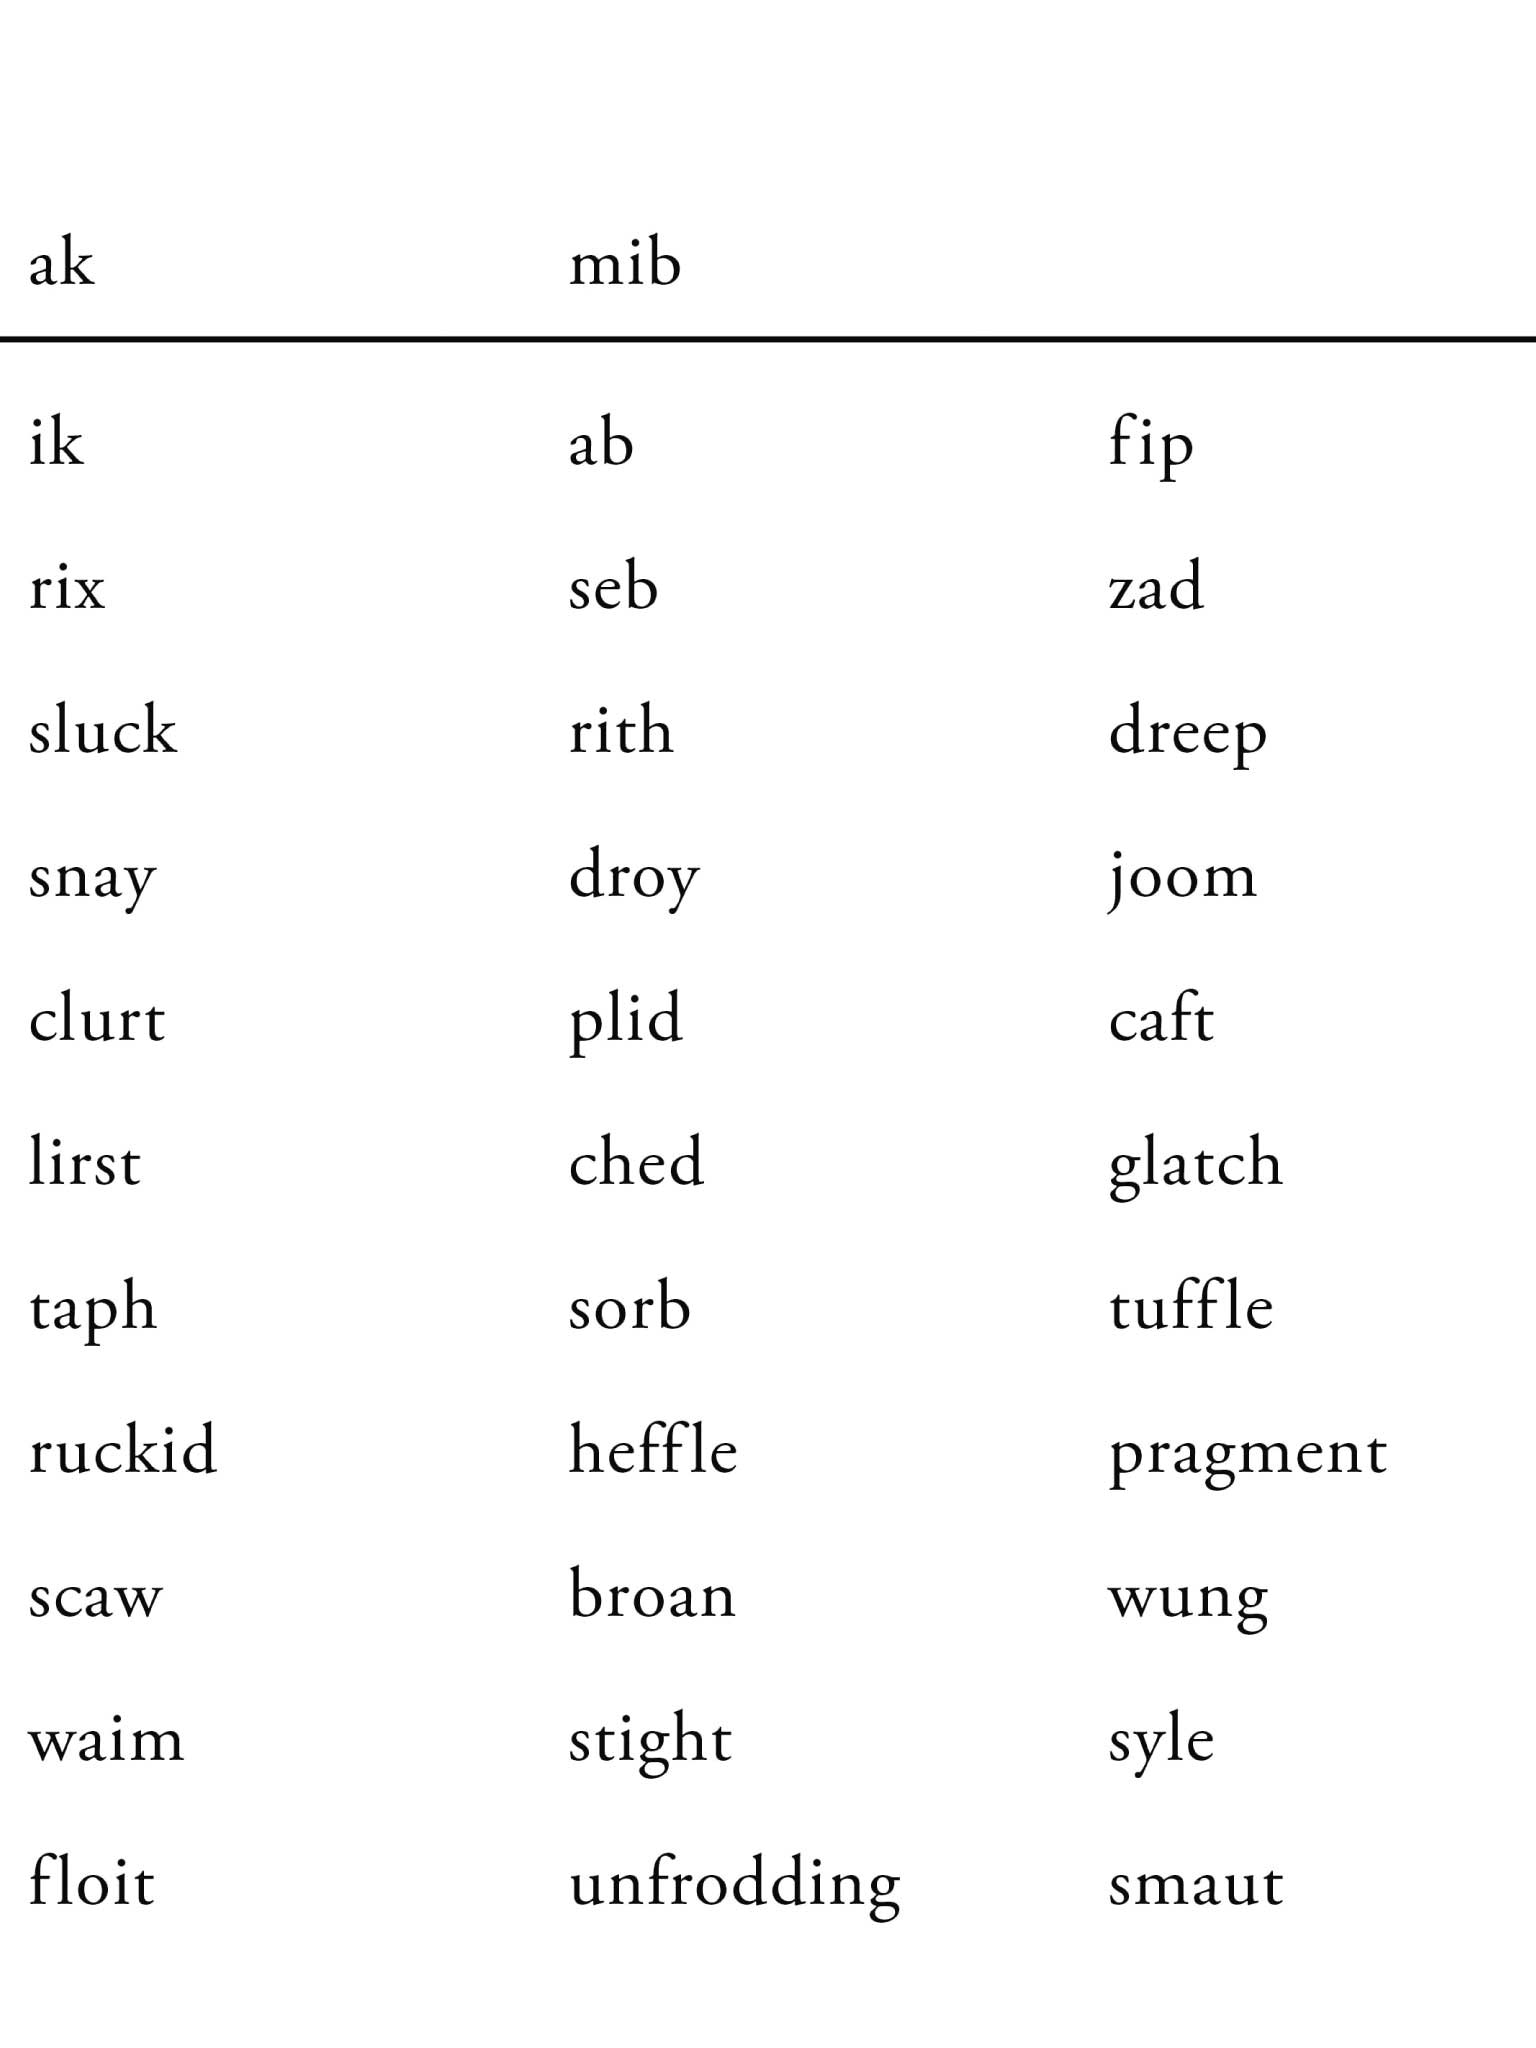 ak mib
ik ab fip
rix seb zad
sluck rith dreep
snay droy joom
clurt plid caft
lirst ched glatch
taph sorb tuffle
ruckid heffle pragment
scaw broan wung
waim stight syle
floit unfrodding smaut